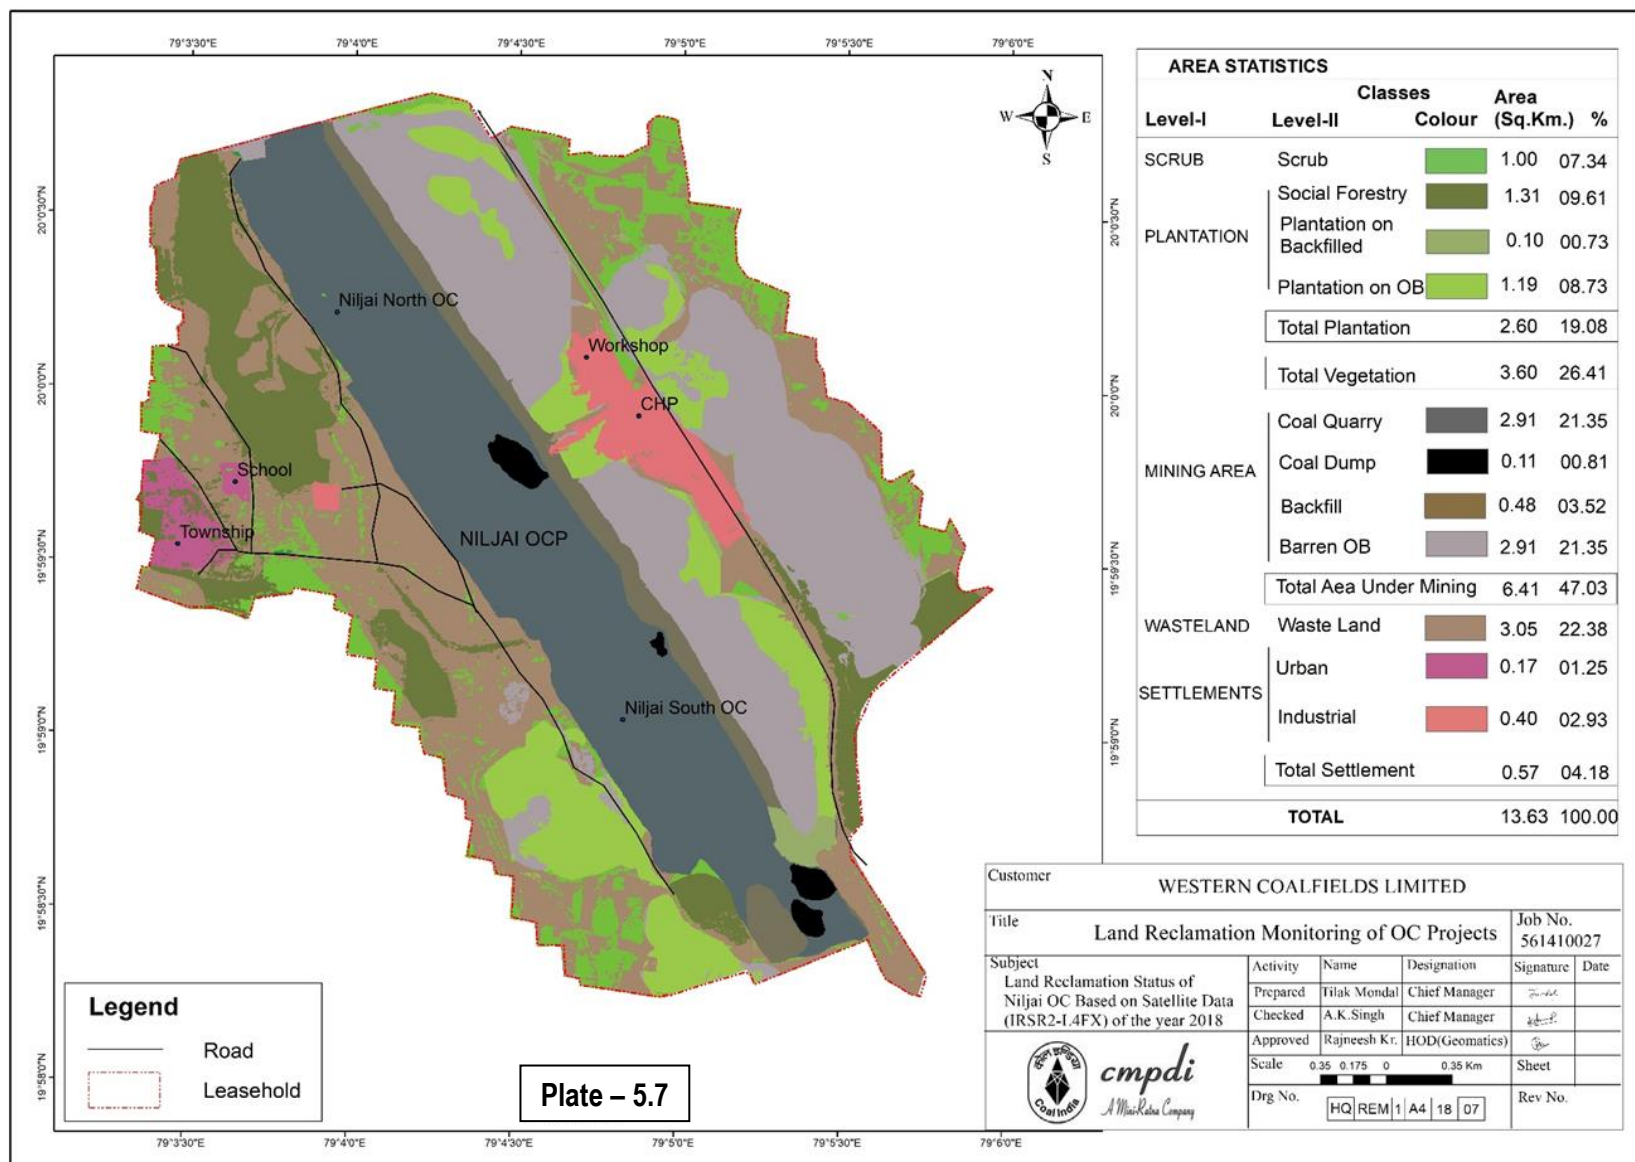 79°3'30"E 79°4'0"E 79°4'30"E 79°5'0"E 79°5'30"E 79°6'0"E
N
W E
S
20°0'30"N
20°0'0"N
19°59'30"N
19°59'0"N
19°58'30"N
19°58'0"N
20°0'30"N
20°0'0"N
19°59'30"N
19°59'0"N
Niljai North OC
Workshop
CHP
School
Township
NILJAI OCP
Niljai South OC
Legend
Road
Leasehold
Plate – 5.7
79°3'30"E 79°4'0"E 79°4'30"E 79°5'0"E 79°5'30"E 79°6'0"E
AREA STATISTICS
Classes Area
Level-I Level-II Colour (Sq.Km.) %
SCRUB Scrub 1.00 07.34
Social Forestry 1.31 09.61
PLANTATION Plantation on
Backfilled 0.10 00.73
Plantation on OB 1.19 08.73
Total Plantation 2.60 19.08
Total Vegetation 3.60 26.41
Coal Quarry 2.91 21.35
MINING AREA Coal Dump 0.11 00.81
Backfill 0.48 03.52
Barren OB 2.91 21.35
Total Aea Under Mining 6.41 47.03
WASTELAND Waste Land 3.05 22.38
Urban 0.17 01.25
SETTLEMENTS
Industrial 0.40 02.93
Total Settlement 0.57 04.18
TOTAL 13.63 100.00
Customer WESTERN COALFIELDS LIMITED
Title Land Reclamation Monitoring of OC Projects
Job No.
561410027
Subject
Land Reclamation Status of
Niljai OC Based on Satellite Data
(IRSR2-L4FX) of the year 2018
Activity Name Designation Signature Date
Prepared Tilak Mondal Chief Manager
Checked A.K.Singh Chief Manager
Approved Rajneesh Kr. HOD(Geomatics)
Scale 0.35 0.175 0 0.35 Km Sheet
Drg No. HQ REM 1 A4 18 07 Rev No.
कोल इण्डिया
Coal India
cmpdi
A Mini-Ratna Company